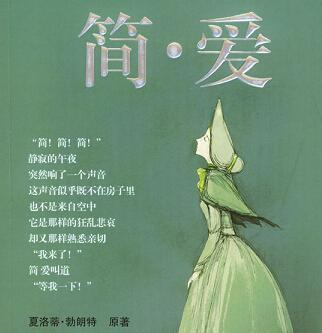 简·爱
“简！简！简！”
静寂的午夜
突然响了一个声音
这声音似乎既不在房子里
也不是来自空中
它是那样的狂乱悲哀
却又那样熟悉亲切
“我来了！”
简 爱叫道
“等我一下！”
夏洛蒂·勃朗特 原著